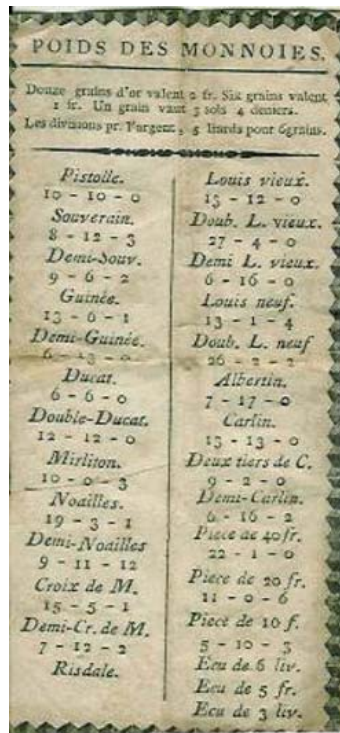 POIDS DES MONNOIES.
Douze grains d'or valent 2 fr. Six grains valent
1 fr. Un grain vaut 3 sols 4 deniers.
Les divisions pr. l'argent, 5 liards pour 6 grains.
Pistolle.
10 - 10 - 0
Souverain.
8 - 12 - 3
Demi-Souv.
9 - 6 - 2
Guinée.
13 - 6 - 1
Demi-Guinée.
6 - 13 - 0
Ducat.
6 - 6 - 0
Double-Ducat.
12 - 12 - 0
Mirliton.
10 - 0 - 3
Noailles.
19 - 3 - 1
Demi-Noailles
9 - 11 - 12
Croix de M.
15 - 5 - 1
Demi-Cr. de M.
7 - 12 - 2
Risdale.
Louis vieux.
13 - 12 - 0
Doub. L. vieux.
27 - 4 - 0
Demi L. vieux.
6 - 16 - 0
Louis neuf.
13 - 1 - 4
Doub. L. neuf
26 - 2 - 2
Albertin.
7 - 17 - 0
Carlin.
13 - 13 - 0
Deux tiers de C.
9 - 2 - 0
Demi-Carlin.
6 - 16 - 2
Piece de 40 fr.
22 - 1 - 0
Piece de 20 fr.
11 - 0 - 6
Piece de 10 f.
5 - 10 - 3
Ecu de 6 liv.
Ecu de 5 fr.
Ecu de 3 liv.